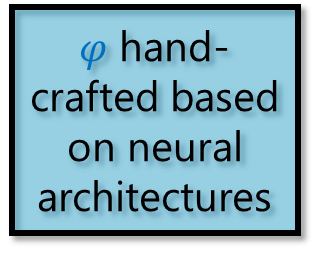 φ hand-
crafted based
on neural
architectures